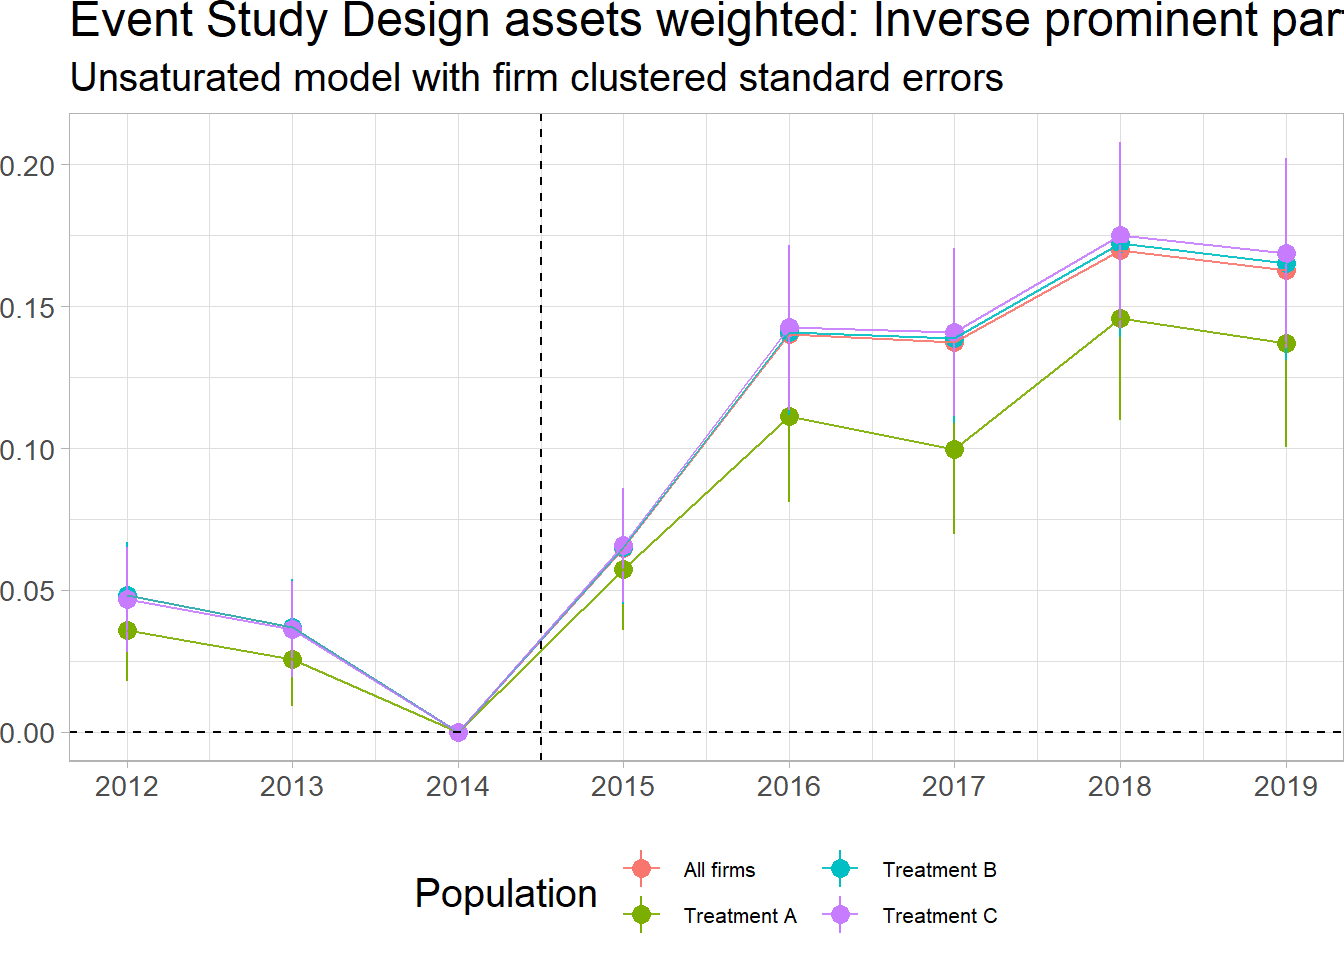 Event Study Design assets weighted: Inverse prominent par
Unsaturated model with firm clustered standard errors
0.20
0.15
0.10
0.05
0.00
2012 2013 2014 2015 2016 2017 2018 2019
Population
All firms
Treatment B
Treatment A
Treatment C